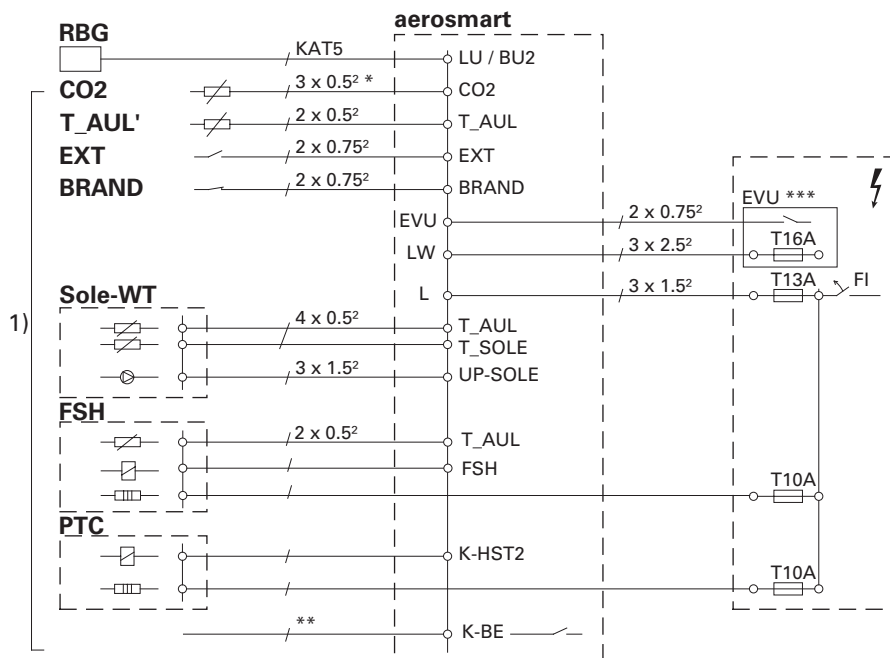 aerosmart
RBG KAT5 LU / BU2
CO2 3 x 0.5² * CO2
T_AUL' 2 x 0.5² T_AUL
EXT 2 x 0.75² EXT
BRAND 2 x 0.75² BRAND
EVU 2 x 0.75² EVU ***
LW 3 x 2.5² T16A
L 3 x 1.5² T13A FI
1)
Sole-WT
4 x 0.5² T_AUL
T_SOLE
3 x 1.5² UP-SOLE
FSH
2 x 0.5² T_AUL
FSH
T10A
PTC
K-HST2
T10A
** K-BE